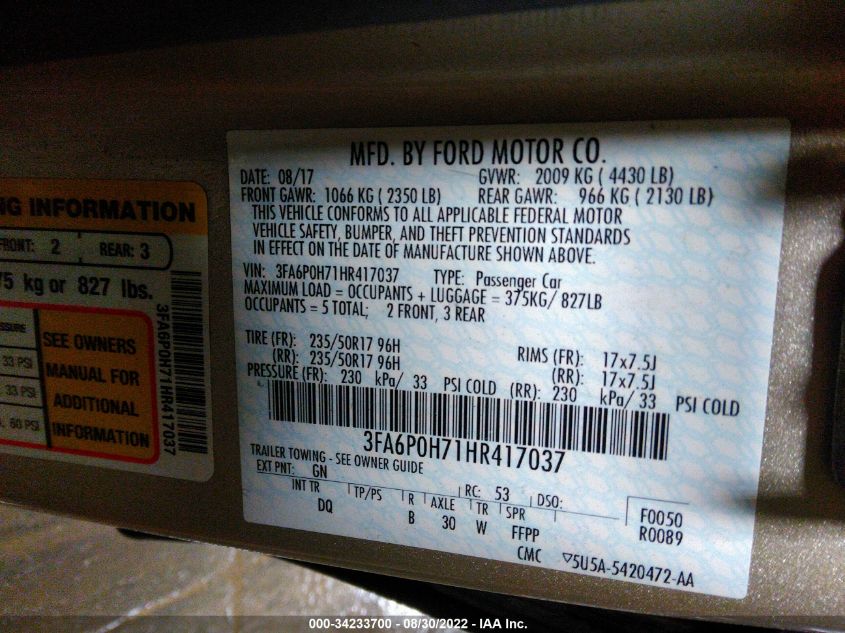 NG INFORMATION
FRONT: 2 REAR: 3
75 kg or 827 lbs.
33 PSI
33 PSI
60 PSI
SEE OWNERS
MANUAL FOR
ADDITIONAL
INFORMATION
3FA6P0H71HR417037
MFD. BY FORD MOTOR CO.
DATE: 08/17 GVWR: 2009 KG ( 4430 LB)
FRONT GAWR: 1066 KG ( 2350 LB) REAR GAWR: 966 KG ( 2130 LB)
THIS VEHICLE CONFORMS TO ALL APPLICABLE FEDERAL MOTOR
VEHICLE SAFETY, BUMPER, AND THEFT PREVENTION STANDARDS
IN EFFECT ON THE DATE OF MANUFACTURE SHOWN ABOVE.
VIN: 3FA6P0H71HR417037 TYPE: Passenger Car
MAXIMUM LOAD = OCCUPANTS + LUGGAGE = 375KG/ 827LB
OCCUPANTS = 5 TOTAL; 2 FRONT, 3 REAR
TIRE (FR): 235/50R17 96H RIMS (FR): 17x7.5J
(RR): 235/50R17 96H (RR): 17x7.5J
PRESSURE (FR): 230 kPa/ 33 PSI COLD (RR): 230 kPa/ 33 PSI COLD
3FA6P0H71HR417037
TRAILER TOWING - SEE OWNER GUIDE
EXT PNT: GN RC: 53 DSO: F0050
INT TR TP/PS R AXLE TR SPR R0089
DQ B 30 W FFPP
CMC ▽5U5A-5420472-AA
000-34233700 - 08/30/2022 - IAA Inc.